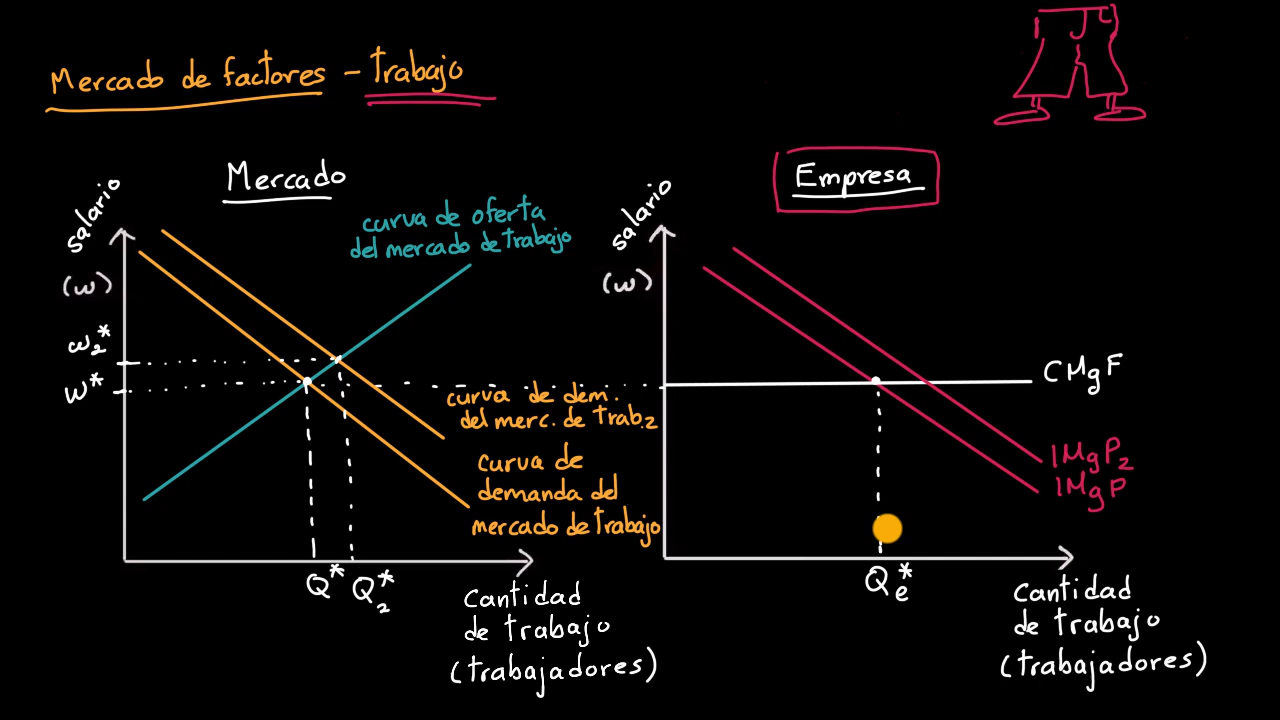 Mercado de factores - trabajo
Mercado
salario
(w)
curva de oferta
del mercado de trabajo
w₂*
w*
curva de dem.
del merc. de trab.2
curva de
demanda del
mercado de trabajo
Q*
Q₂*
cantidad
de trabajo
(trabajadores)
Empresa
salario
(w)
CMgF
IMgP₂
IMgP
Qe*
cantidad
de trabajo
(trabajadores)